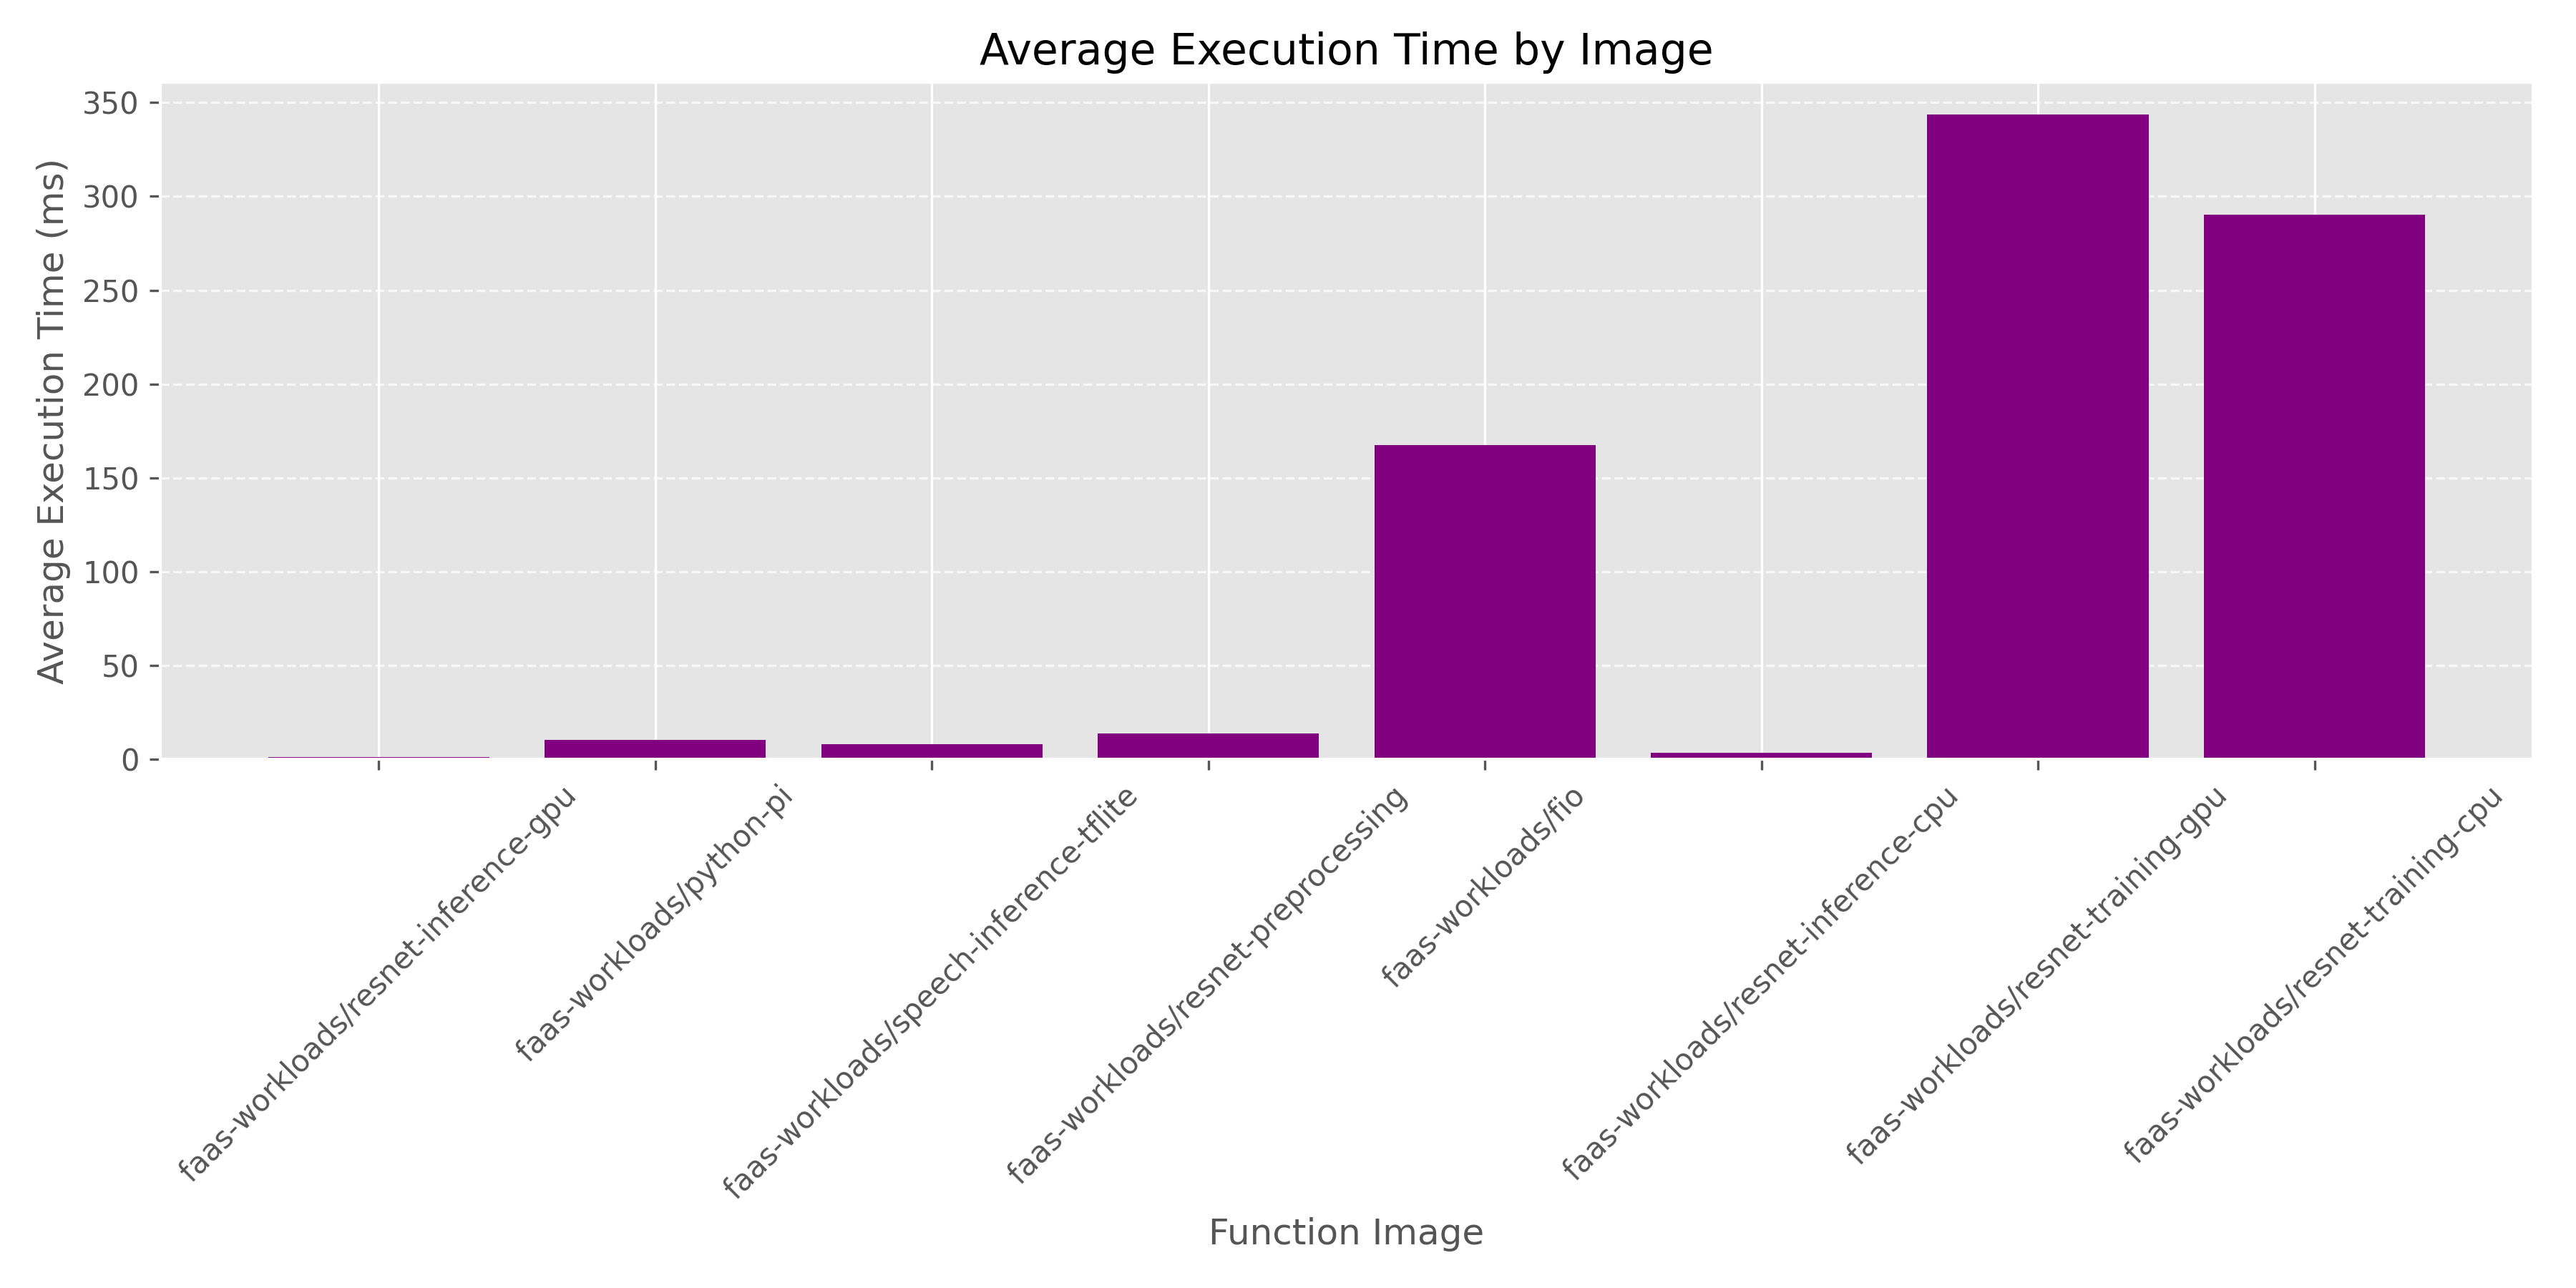 Average Execution Time by Image
Average Execution Time (ms)
350
300
250
200
150
100
50
0
faas-workloads/resnet-inference-gpu
faas-workloads/python-pi
faas-workloads/speech-inference-tflite
faas-workloads/resnet-preprocessing
faas-workloads/fio
faas-workloads/resnet-inference-cpu
faas-workloads/resnet-training-gpu
faas-workloads/resnet-training-cpu
Function Image